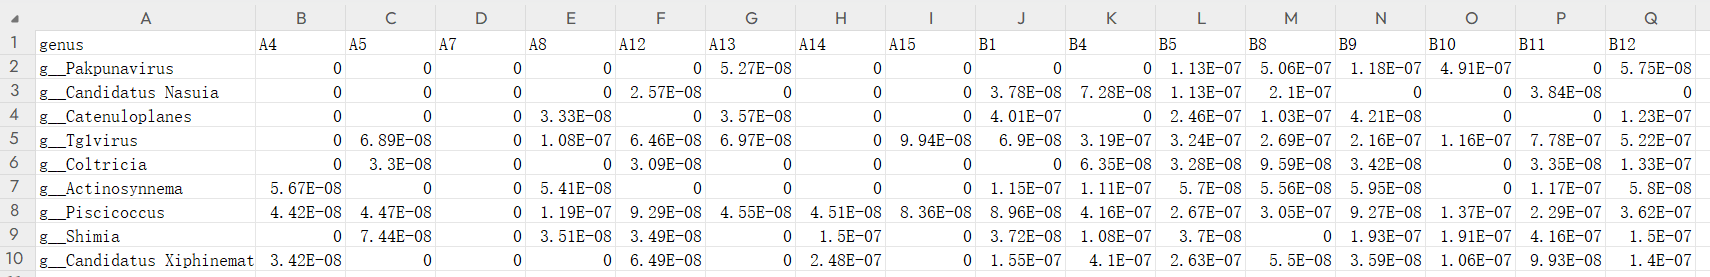 A B C D E F G H I J K L M N O P Q
1 genus A4 A5 A7 A8 A12 A13 A14 A15 B1 B4 B5 B8 B9 B10 B11 B12
2 g__Pakpunavirus 0 0 0 0 0 5.27E-08 0 0 0 0 1.13E-07 5.06E-07 1.18E-07 4.91E-07 0 5.75E-08
3 g__Candidatus Nasuia 0 0 0 0 2.57E-08 0 0 0 3.78E-08 7.28E-08 1.13E-07 2.1E-07 0 0 3.84E-08 0
4 g__Catenuloplanes 0 0 0 3.33E-08 0 3.57E-08 0 0 4.01E-07 0 2.46E-07 1.03E-07 4.21E-08 0 0 1.23E-07
5 g__Tglvirus 0 6.89E-08 0 1.08E-07 6.46E-08 6.97E-08 0 9.94E-08 6.9E-08 3.19E-07 3.24E-07 2.69E-07 2.16E-07 1.16E-07 7.78E-07 5.22E-07
6 g__Coltricia 0 3.3E-08 0 0 3.09E-08 0 0 0 0 6.35E-08 3.28E-08 9.59E-08 3.42E-08 0 3.35E-08 1.33E-07
7 g__Actinosynnema 5.67E-08 0 0 5.41E-08 0 0 0 0 1.15E-07 1.11E-07 5.7E-08 5.56E-08 5.95E-08 0 1.17E-07 5.8E-08
8 g__Piscicoccus 4.42E-08 4.47E-08 0 1.19E-07 9.29E-08 4.55E-08 4.51E-08 8.36E-08 8.96E-08 4.16E-07 2.67E-07 3.05E-07 9.27E-08 1.37E-07 2.29E-07 3.62E-07
9 g__Shimia 0 7.44E-08 0 3.51E-08 3.49E-08 0 1.5E-07 0 3.72E-08 1.08E-07 3.7E-08 0 1.93E-07 1.91E-07 4.16E-07 1.5E-07
10 g__Candidatus Xiphinemat 3.42E-08 0 0 0 6.49E-08 0 2.48E-07 0 1.55E-07 4.1E-07 2.63E-07 5.5E-08 3.59E-08 1.06E-07 9.93E-08 1.4E-07